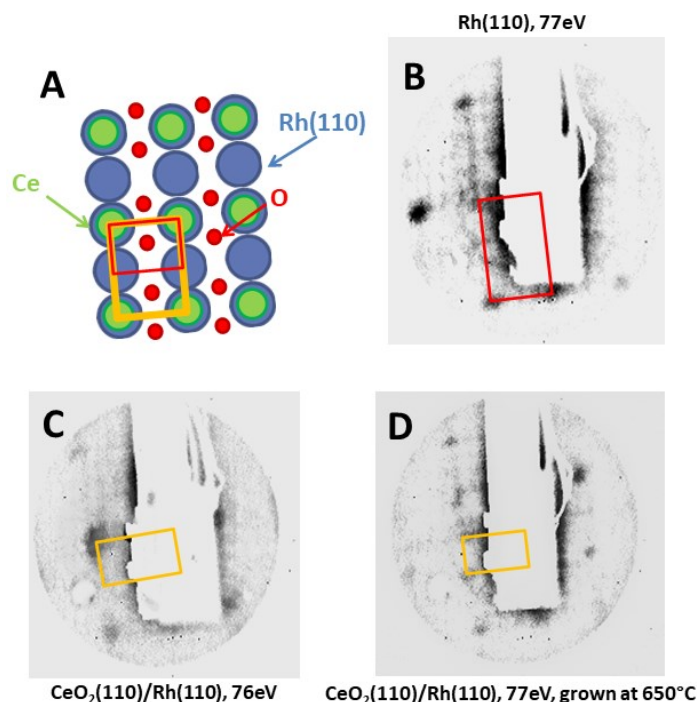 Rh(110), 77eV
A
B
Rh(110)
Ce
O
C
D
CeO₂(110)/Rh(110), 76eV
CeO₂(110)/Rh(110), 77eV, grown at 650°C